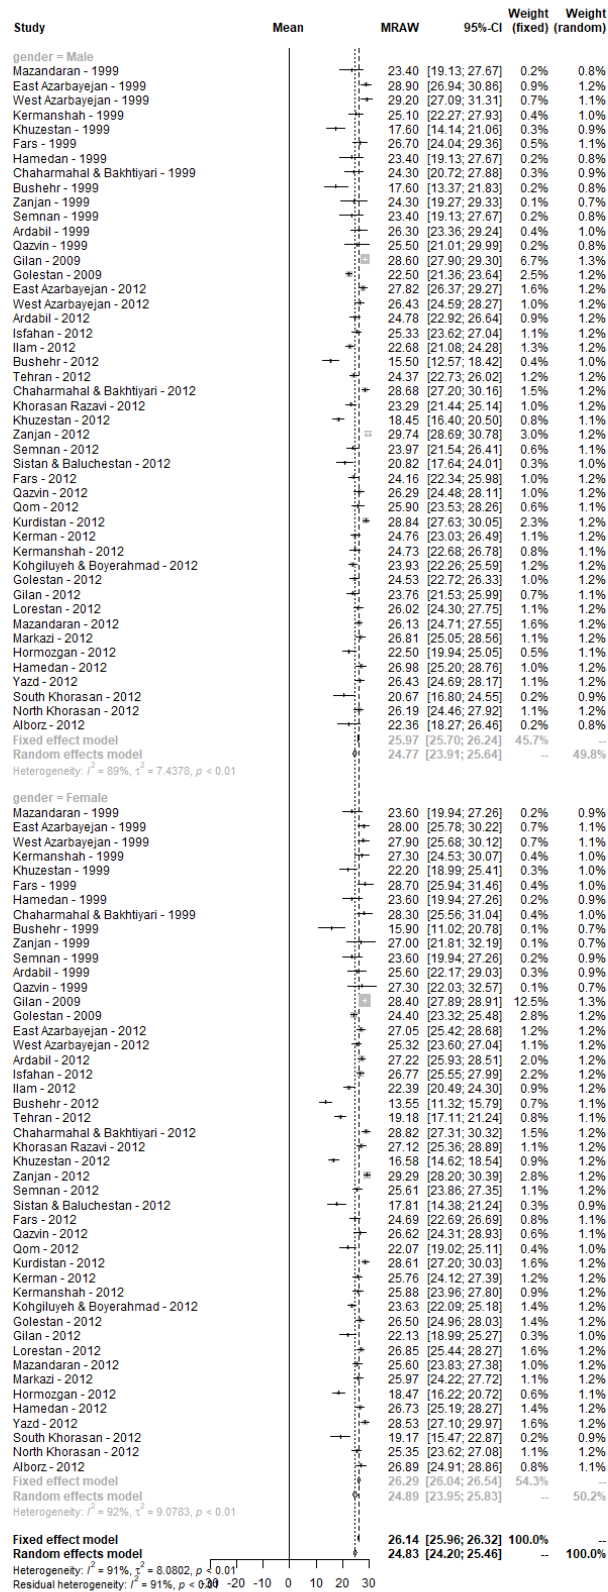 Weight Weight
Study Mean MRAW 95%-CI (fixed) (random)
gender = Male
Mazandaran - 1999 23.40 [19.13; 27.67] 0.2% 0.8%
East Azarbayejan - 1999 28.90 [26.94; 30.86] 0.9% 1.2%
West Azarbayejan - 1999 29.20 [27.09; 31.31] 0.7% 1.1%
Kermanshah - 1999 25.10 [22.27; 27.93] 0.4% 1.0%
Khuzestan - 1999 17.60 [14.14; 21.06] 0.3% 0.9%
Fars - 1999 26.70 [24.04; 29.36] 0.5% 1.1%
Hamedan - 1999 23.40 [19.13; 27.67] 0.2% 0.8%
Chaharmahal & Bakhtiyari - 1999 24.30 [20.72; 27.88] 0.3% 0.9%
Bushehr - 1999 17.60 [13.37; 21.83] 0.2% 0.8%
Zanjan - 1999 24.30 [19.27; 29.33] 0.1% 0.7%
Semnan - 1999 23.40 [19.13; 27.67] 0.2% 0.8%
Ardabil - 1999 26.30 [23.36; 29.24] 0.4% 1.0%
Qazvin - 1999 25.50 [21.01; 29.99] 0.2% 0.8%
Gilan - 2009 28.60 [27.90; 29.30] 6.7% 1.3%
Golestan - 2009 22.50 [21.36; 23.64] 2.5% 1.2%
East Azarbayejan - 2012 27.82 [26.37; 29.27] 1.6% 1.2%
West Azarbayejan - 2012 26.43 [24.59; 28.27] 1.0% 1.2%
Ardabil - 2012 24.78 [22.92; 26.64] 0.9% 1.2%
Isfahan - 2012 25.33 [23.62; 27.04] 1.1% 1.2%
Ilam - 2012 22.68 [21.08; 24.28] 1.3% 1.2%
Bushehr - 2012 15.50 [12.57; 18.42] 0.4% 1.0%
Tehran - 2012 24.37 [22.73; 26.02] 1.2% 1.2%
Chaharmahal & Bakhtiyari - 2012 28.68 [27.20; 30.16] 1.5% 1.2%
Khorasan Razavi - 2012 23.29 [21.44; 25.14] 1.0% 1.2%
Khuzestan - 2012 18.45 [16.40; 20.50] 0.8% 1.1%
Zanjan - 2012 29.74 [28.69; 30.78] 3.0% 1.2%
Semnan - 2012 23.97 [21.54; 26.41] 0.6% 1.1%
Sistan & Baluchestan - 2012 20.82 [17.64; 24.01] 0.3% 1.0%
Fars - 2012 24.16 [22.34; 25.98] 1.0% 1.2%
Qazvin - 2012 26.29 [24.48; 28.11] 1.0% 1.2%
Qom - 2012 25.90 [23.53; 28.26] 0.6% 1.1%
Kurdistan - 2012 28.84 [27.63; 30.05] 2.3% 1.2%
Kerman - 2012 24.76 [23.03; 26.49] 1.1% 1.2%
Kermanshah - 2012 24.73 [22.68; 26.78] 0.8% 1.1%
Kohgiluyeh & Boyerahmad - 2012 23.93 [22.26; 25.59] 1.2% 1.2%
Golestan - 2012 24.53 [22.72; 26.33] 1.0% 1.2%
Gilan - 2012 23.76 [21.53; 25.99] 0.7% 1.1%
Lorestan - 2012 26.02 [24.30; 27.75] 1.1% 1.2%
Mazandaran - 2012 26.13 [24.71; 27.55] 1.6% 1.2%
Markazi - 2012 26.81 [25.05; 28.56] 1.1% 1.2%
Hormozgan - 2012 22.50 [19.94; 25.05] 0.5% 1.1%
Hamedan - 2012 26.98 [25.20; 28.76] 1.0% 1.2%
Yazd - 2012 26.43 [24.69; 28.17] 1.1% 1.2%
South Khorasan - 2012 20.67 [16.80; 24.55] 0.2% 0.9%
North Khorasan - 2012 26.19 [24.46; 27.92] 1.1% 1.2%
Alborz - 2012 22.36 [18.27; 26.46] 0.2% 0.8%
Fixed effect model 25.97 [25.70; 26.24] 45.7% --
Random effects model 24.77 [23.91; 25.64] -- 49.8%
Heterogeneity: I² = 89%, τ² = 7.4378, p < 0.01
gender = Female
Mazandaran - 1999 23.60 [19.94; 27.26] 0.2% 0.9%
East Azarbayejan - 1999 28.00 [25.78; 30.22] 0.7% 1.1%
West Azarbayejan - 1999 27.90 [25.68; 30.12] 0.7% 1.1%
Kermanshah - 1999 27.30 [24.53; 30.07] 0.4% 1.0%
Khuzestan - 1999 22.20 [18.99; 25.41] 0.3% 1.0%
Fars - 1999 28.70 [25.94; 31.46] 0.4% 1.0%
Hamedan - 1999 23.60 [19.94; 27.26] 0.2% 0.9%
Chaharmahal & Bakhtiyari - 1999 28.30 [25.56; 31.04] 0.4% 1.0%
Bushehr - 1999 15.90 [11.02; 20.78] 0.1% 0.7%
Zanjan - 1999 27.00 [21.81; 32.19] 0.1% 0.7%
Semnan - 1999 23.60 [19.94; 27.26] 0.2% 0.9%
Ardabil - 1999 25.60 [22.17; 29.03] 0.3% 0.9%
Qazvin - 1999 27.30 [22.03; 32.57] 0.1% 0.7%
Gilan - 2009 28.40 [27.89; 28.91] 12.5% 1.3%
Golestan - 2009 24.40 [23.32; 25.48] 2.8% 1.2%
East Azarbayejan - 2012 27.05 [25.42; 28.68] 1.2% 1.2%
West Azarbayejan - 2012 25.32 [23.60; 27.04] 1.1% 1.2%
Ardabil - 2012 27.22 [25.93; 28.51] 2.0% 1.2%
Isfahan - 2012 26.77 [25.55; 27.99] 2.2% 1.2%
Ilam - 2012 22.39 [20.49; 24.30] 0.9% 1.2%
Bushehr - 2012 13.55 [11.32; 15.79] 0.7% 1.1%
Tehran - 2012 19.18 [17.11; 21.24] 0.8% 1.1%
Chaharmahal & Bakhtiyari - 2012 28.82 [27.31; 30.32] 1.5% 1.2%
Khorasan Razavi - 2012 27.12 [25.36; 28.89] 1.1% 1.2%
Khuzestan - 2012 16.58 [14.62; 18.54] 0.9% 1.2%
Zanjan - 2012 29.29 [28.20; 30.39] 2.8% 1.2%
Semnan - 2012 25.61 [23.86; 27.35] 1.1% 1.2%
Sistan & Baluchestan - 2012 17.81 [14.38; 21.24] 0.3% 0.9%
Fars - 2012 24.69 [22.69; 26.69] 0.8% 1.2%
Qazvin - 2012 26.62 [24.31; 28.93] 0.6% 1.1%
Qom - 2012 22.07 [19.02; 25.11] 0.4% 1.0%
Kurdistan - 2012 28.61 [27.20; 30.03] 1.6% 1.2%
Kerman - 2012 25.76 [24.12; 27.39] 1.2% 1.2%
Kermanshah - 2012 25.88 [23.96; 27.80] 0.9% 1.2%
Kohgiluyeh & Boyerahmad - 2012 23.63 [22.09; 25.18] 1.4% 1.2%
Golestan - 2012 26.50 [24.96; 28.03] 1.4% 1.2%
Gilan - 2012 22.13 [18.99; 25.27] 0.3% 1.0%
Lorestan - 2012 26.85 [25.44; 28.27] 1.6% 1.2%
Mazandaran - 2012 25.60 [23.83; 27.38] 1.0% 1.2%
Markazi - 2012 25.97 [24.22; 27.72] 1.1% 1.2%
Hormozgan - 2012 18.47 [16.22; 20.72] 0.6% 1.1%
Hamedan - 2012 26.73 [25.19; 28.27] 1.4% 1.2%
Yazd - 2012 28.53 [27.10; 29.97] 1.6% 1.2%
South Khorasan - 2012 19.17 [15.47; 22.87] 0.2% 0.9%
North Khorasan - 2012 25.35 [23.62; 27.08] 1.1% 1.2%
Alborz - 2012 26.89 [24.91; 28.86] 0.8% 1.1%
Fixed effect model 26.29 [26.04; 26.54] 54.3% --
Random effects model 24.89 [23.95; 25.83] -- 50.2%
Heterogeneity: I² = 92%, τ² = 9.0783, p < 0.01
Fixed effect model 26.14 [25.96; 26.32] 100.0% --
Random effects model 24.83 [24.20; 25.46] -- 100.0%
Heterogeneity: I² = 91%, τ² = 8.0802, p < 0.01
Residual heterogeneity: I² = 91%, p < 0.01
-20 -10 0 10 20 30